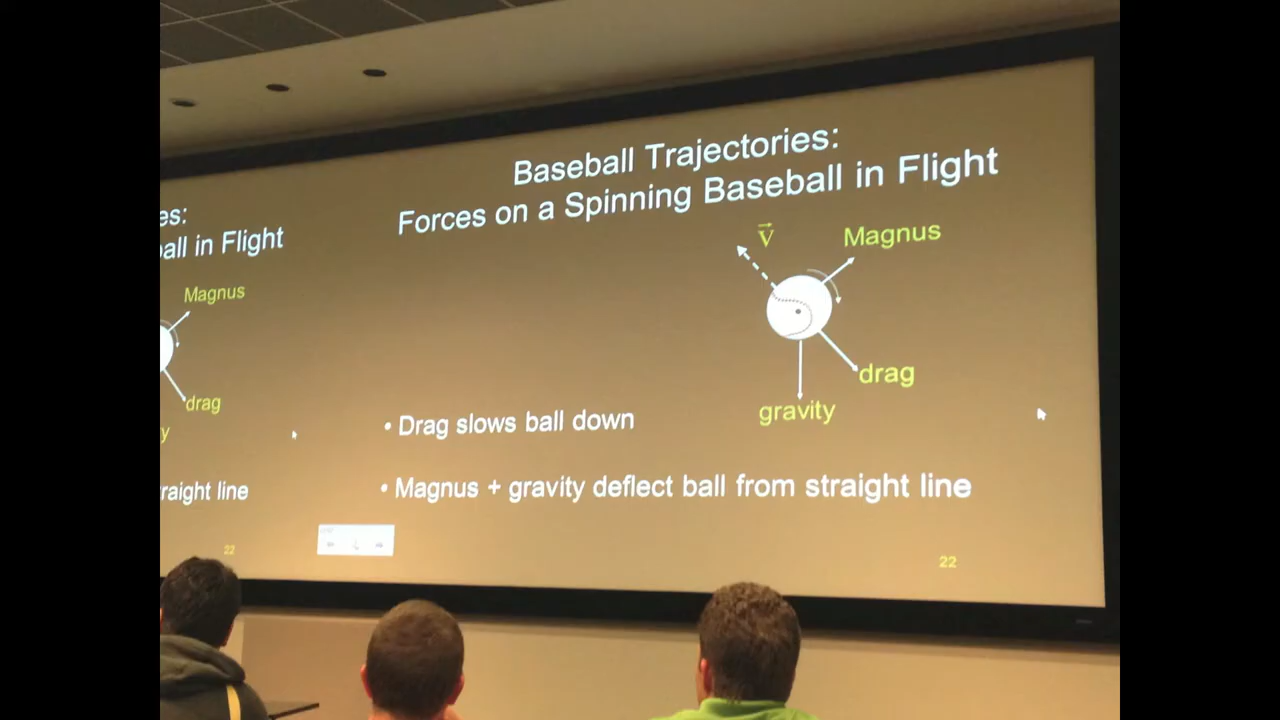 Baseball Trajectories:
Forces on a Spinning Baseball in Flight
v
Magnus
drag
gravity
• Drag slows ball down
• Magnus + gravity deflect ball from straight line
22
es:
all in Flight
Magnus
drag
y
raight line
22